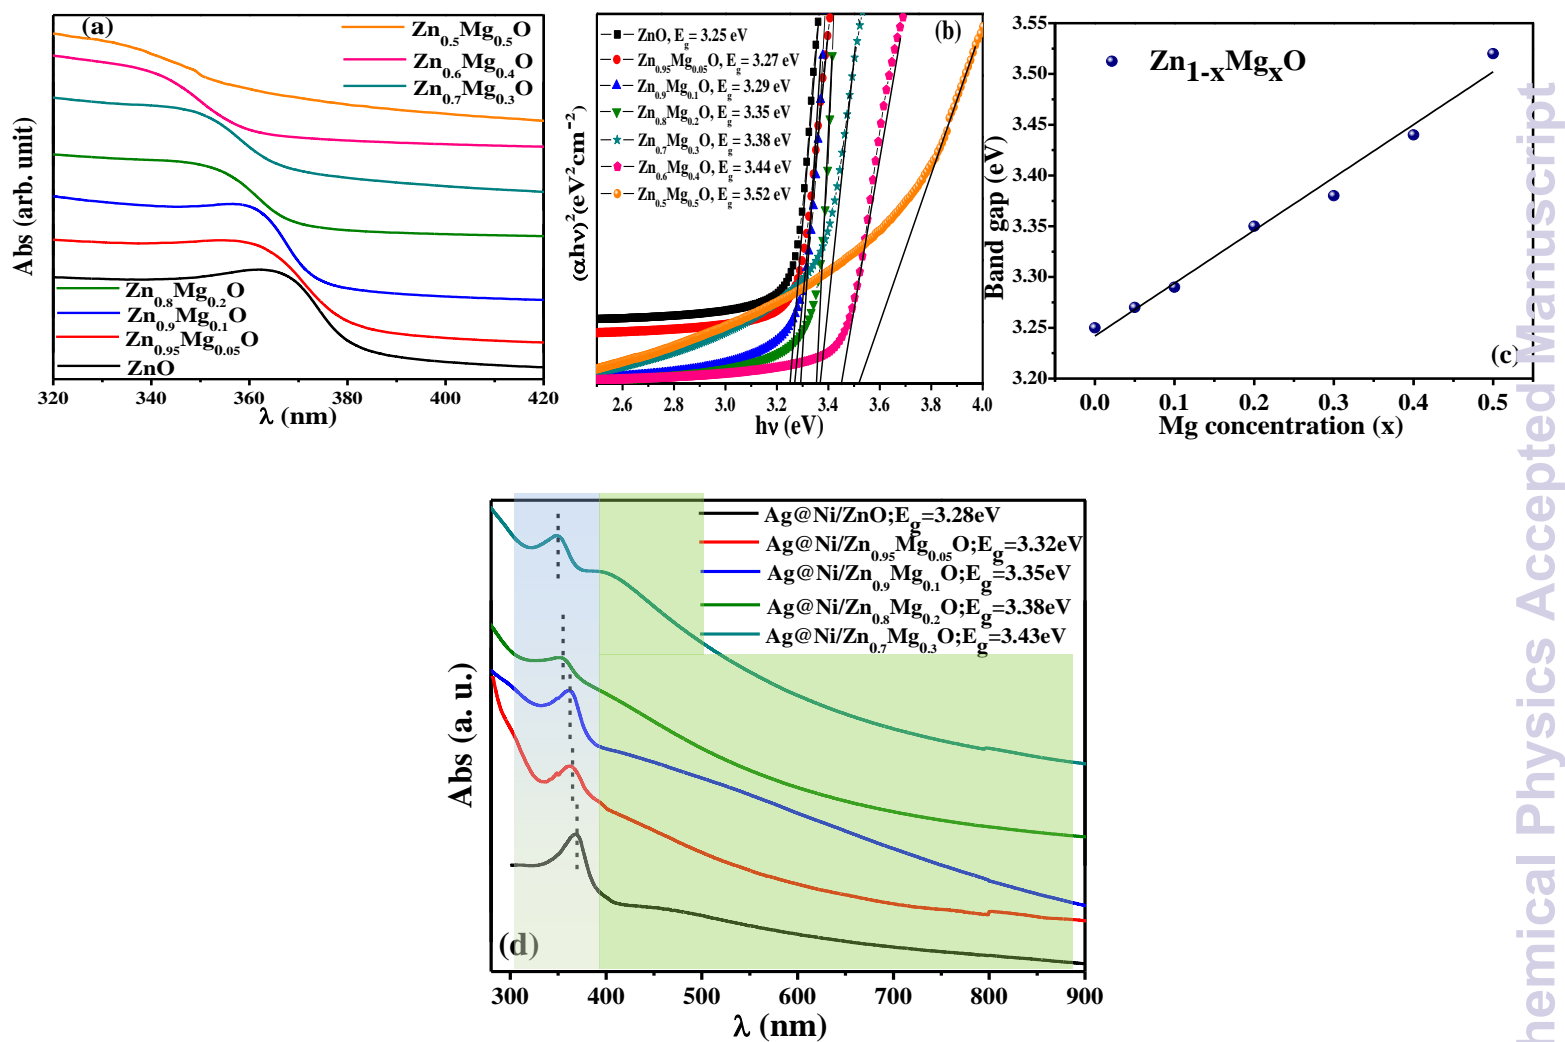 (a)
Zn0.5Mg0.5O
Zn0.6Mg0.4O
Zn0.7Mg0.3O
Abs (arb. unit)
Zn0.8Mg0.2O
Zn0.9Mg0.1O
Zn0.95Mg0.05O
ZnO
320 340 360 380 400 420
λ (nm)
(b)
ZnO, Eg = 3.25 eV
Zn0.95Mg0.05O, Eg = 3.27 eV
Zn0.9Mg0.1O, Eg = 3.29 eV
Zn0.8Mg0.2O, Eg = 3.35 eV
Zn0.7Mg0.3O, Eg = 3.38 eV
Zn0.6Mg0.4O, Eg = 3.44 eV
Zn0.5Mg0.5O, Eg = 3.52 eV
(αhν)2(eV2cm-2)
2.6 2.8 3.0 3.2 3.4 3.6 3.8 4.0
hν (eV)
3.55
3.50
3.45
3.40
3.35
3.30
3.25
3.20
Band gap (eV)
Zn1-xMgxO
(c)
0.0 0.1 0.2 0.3 0.4 0.5
Mg concentration (x)
Ag@Ni/ZnO;Eg=3.28eV
Ag@Ni/Zn0.95Mg0.05O;Eg=3.32eV
Ag@Ni/Zn0.9Mg0.1O;Eg=3.35eV
Ag@Ni/Zn0.8Mg0.2O;Eg=3.38eV
Ag@Ni/Zn0.7Mg0.3O;Eg=3.43eV
Abs (a. u.)
(d)
300 400 500 600 700 800 900
λ (nm)
hemical Physics Accepted Manuscript